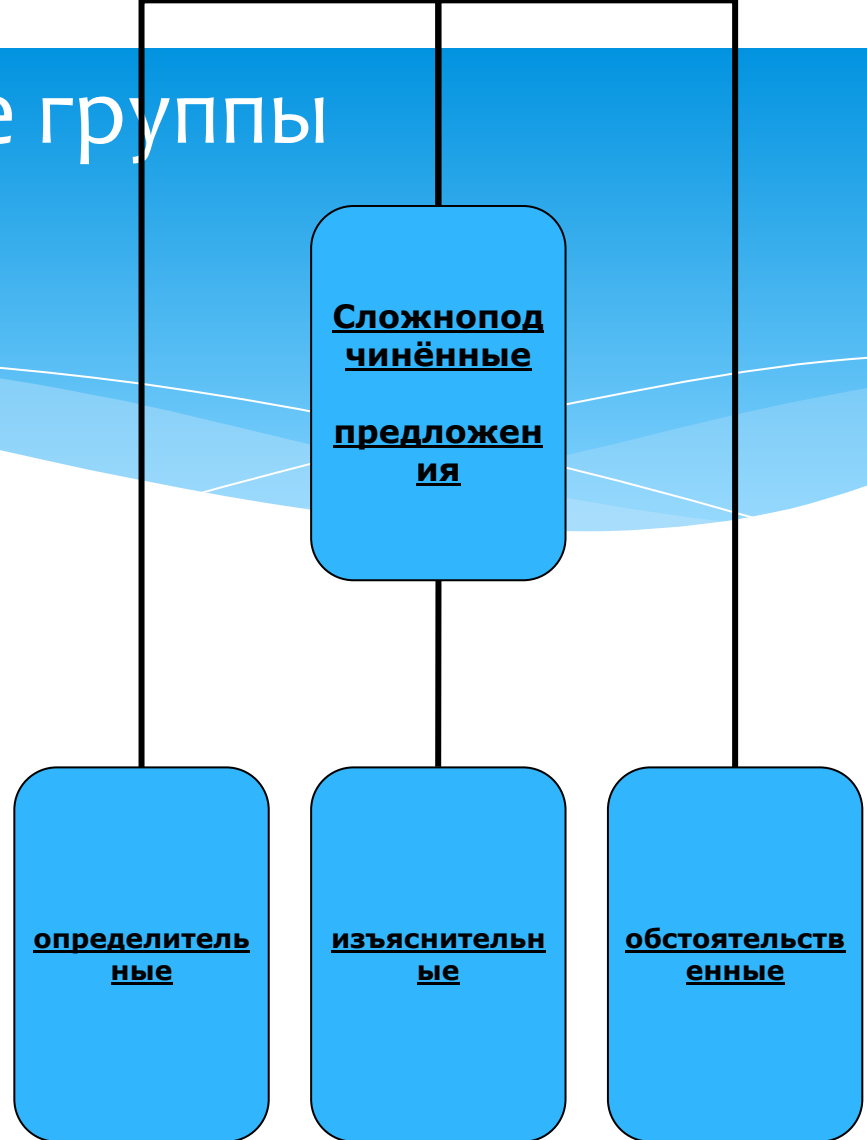 е группы
Сложнопод
чинённые
предложен
ия
определитель
ные
изъяснительн
ые
обстоятельств
енные